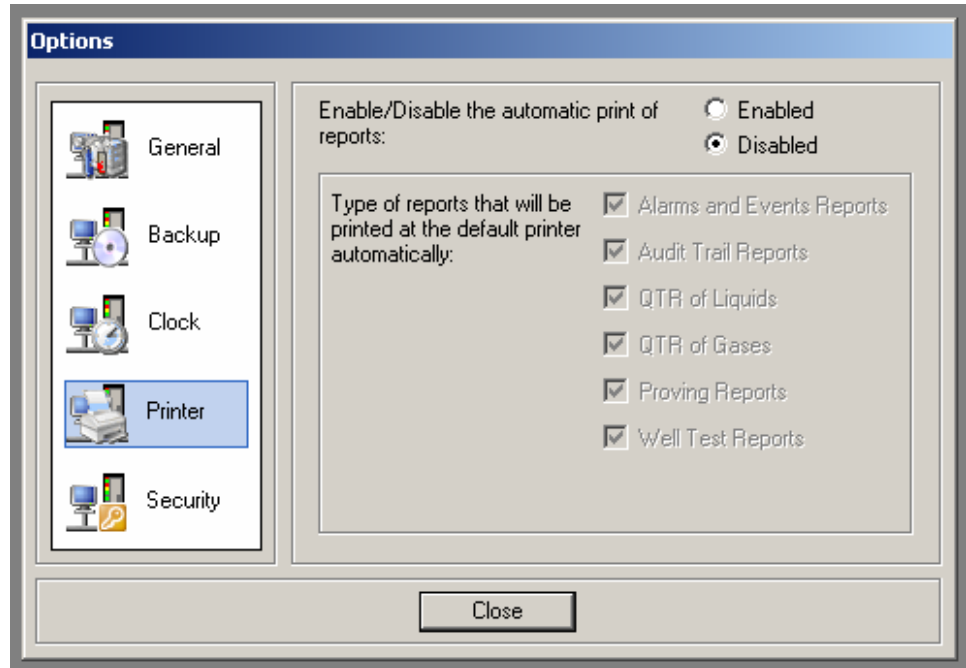 Options
General
Backup
Clock
Printer
Security
Enable/Disable the automatic print of
reports:
Enabled
Disabled
Type of reports that will be
printed at the default printer
automatically:
Alarms and Events Reports
Audit Trail Reports
QTR of Liquids
QTR of Gases
Proving Reports
Well Test Reports
Close